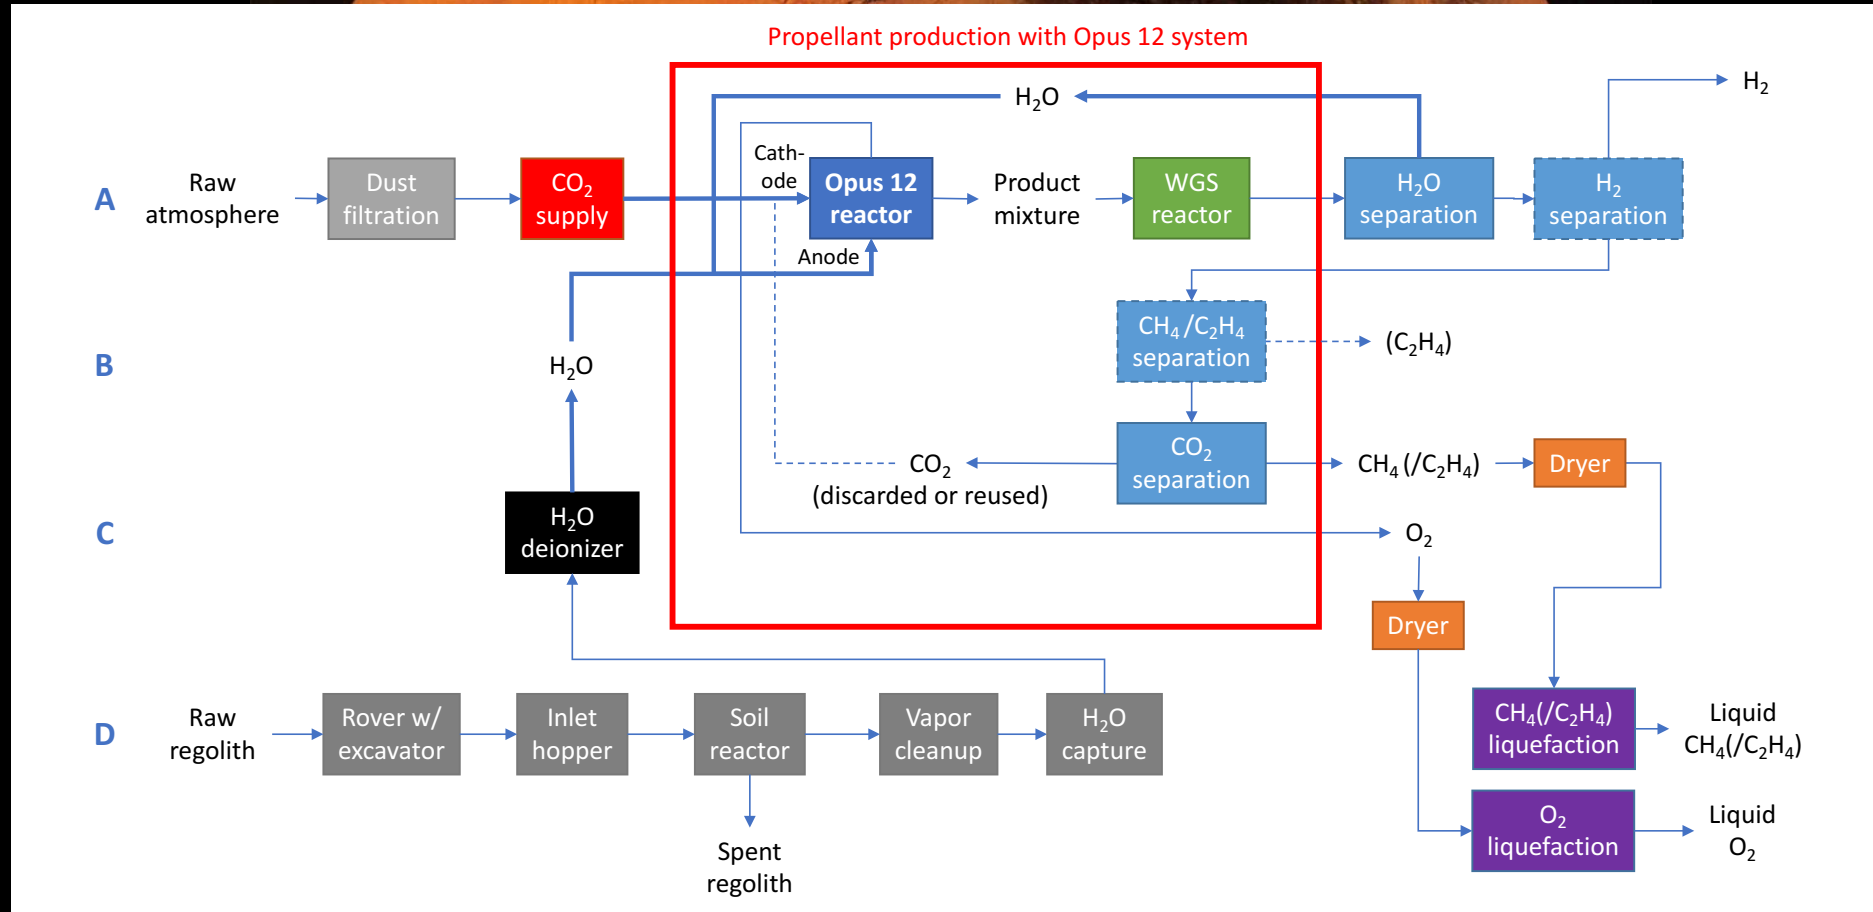 Propellant production with Opus 12 system
H₂O
H₂
A
Raw
atmosphere
Dust
filtration
CO₂
supply
Cath-
ode
Anode
Opus 12
reactor
Product
mixture
WGS
reactor
H₂O
separation
H₂
separation
B
H₂O
CH₄/C₂H₄
separation
(C₂H₄)
CO₂
(discarded or reused)
CO₂
separation
CH₄(/C₂H₄)
Dryer
C
H₂O
deionizer
O₂
Dryer
D
Raw
regolith
Rover w/
excavator
Inlet
hopper
Soil
reactor
Vapor
cleanup
H₂O
capture
CH₄(/C₂H₄)
liquefaction
Liquid
CH₄(/C₂H₄)
Spent
regolith
O₂
liquefaction
Liquid
O₂